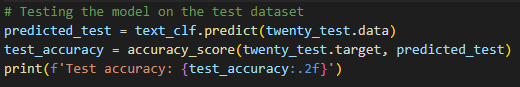 # Testing the model on the test dataset
predicted_test = text_clf.predict(twenty_test.data)
test_accuracy = accuracy_score(twenty_test.target, predicted_test)
print(f'Test accuracy: {test_accuracy:.2f}')